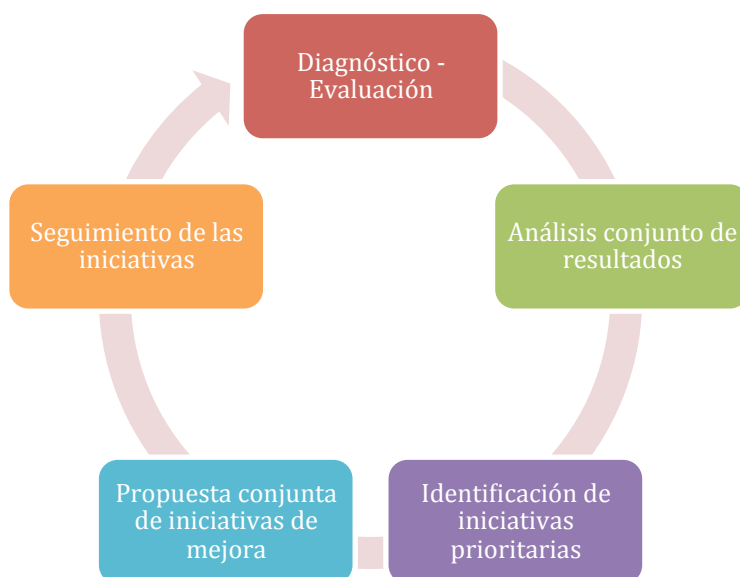 Diagnóstico -
Evaluación
Análisis conjunto de
resultados
Identificación de
iniciativas
prioritarias
Propuesta conjunta
de iniciativas de
mejora
Seguimiento de las
iniciativas